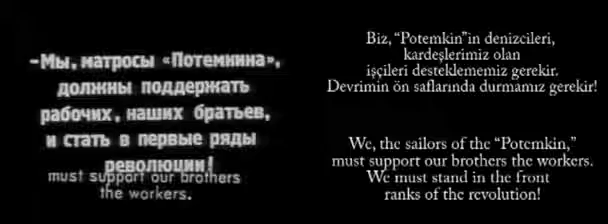 -Мы, матросы «Потемкина»,
должны поддержать
рабочих, наших братьев,
и стать в первые ряды
революции!
must support our brothers
the workers.
Biz, “Potemkin”in denizcileri,
kardeşlerimiz olan
işçileri desteklememiz gerekir.
Devrimin ön saflarında durmamız gerekir!
We, the sailors of the “Potemkin,”
must support our brothers the workers.
We must stand in the front
ranks of the revolution!